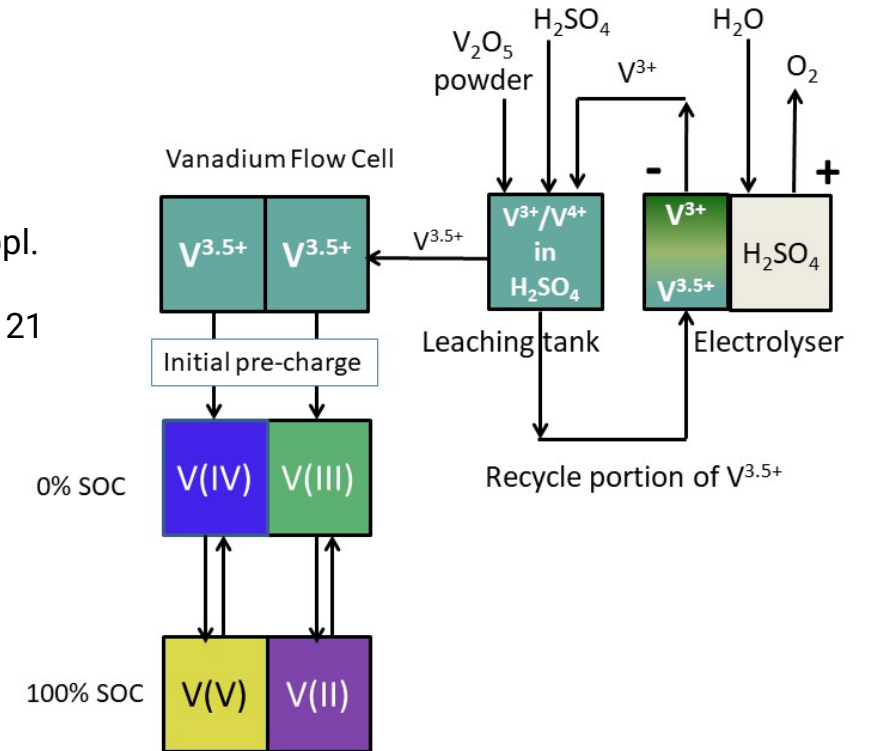 H₂SO₄
H₂O
V₂O₅
powder
V³⁺
O₂
Vanadium Flow Cell
-
+
ppl.
21
V³·⁵⁺
V³·⁵⁺
V³·⁵⁺
V³⁺/V⁴⁺
in
H₂SO₄
V³⁺
V³·⁵⁺
H₂SO₄
Leaching tank
Electrolyser
Initial pre-charge
Recycle portion of V³·⁵⁺
0% SOC
V(IV)
V(III)
100% SOC
V(V)
V(II)